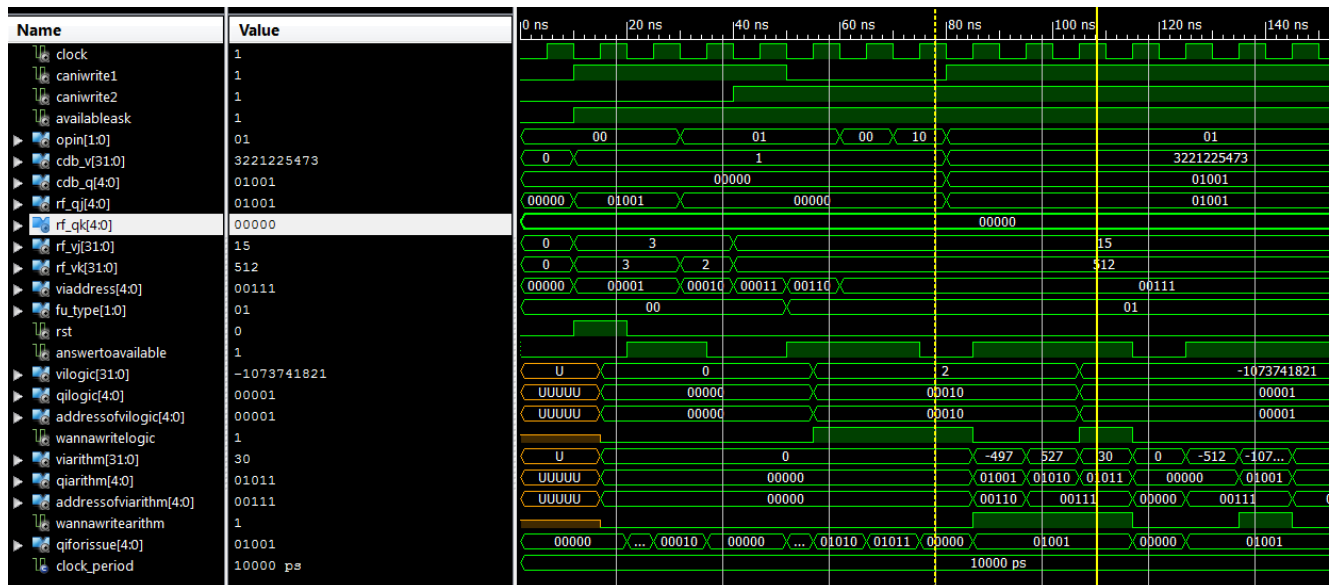 Name Value 0 ns 20 ns 40 ns 60 ns 80 ns 100 ns 120 ns 140 ns
clock 1
caniwrite1 1
caniwrite2 1
availableask 1
opin[1:0] 01 00 01 00 10 01
cdb_v[31:0] 3221225473 0 1 3221225473
cdb_q[4:0] 01001 00000 01001
rf_qj[4:0] 01001 00000 01001 00000 01001
rf_qk[4:0] 00000 00000
rf_vj[31:0] 15 0 3 15
rf_vk[31:0] 512 0 3 2 512
viaddress[4:0] 00111 00000 00001 00010 00011 00110 00111
fu_type[1:0] 01 00 01
rst 0
answertoavailable 1
vilogic[31:0] -1073741821 U 0 2 -1073741821
qilogic[4:0] 00001 UUUUU 00000 00010 00001
addressofvilogic[4:0] 00001 UUUUU 00000 00010 00001
wannawritelogic 1
viarithm[31:0] 30 U 0 -497 527 30 0 -512 -107...
qiarithm[4:0] 01011 UUUUU 00000 01001 01010 01011 00000 01001
addressofviarithm[4:0] 00111 UUUUU 00000 00110 00111 00000 00111
wannawritearithm 1
qiforissue[4:0] 01001 00000 ... 00010 00000 ... 01010 01011 00000 01001 00000 01001
clock_period 10000 ps 10000 ps